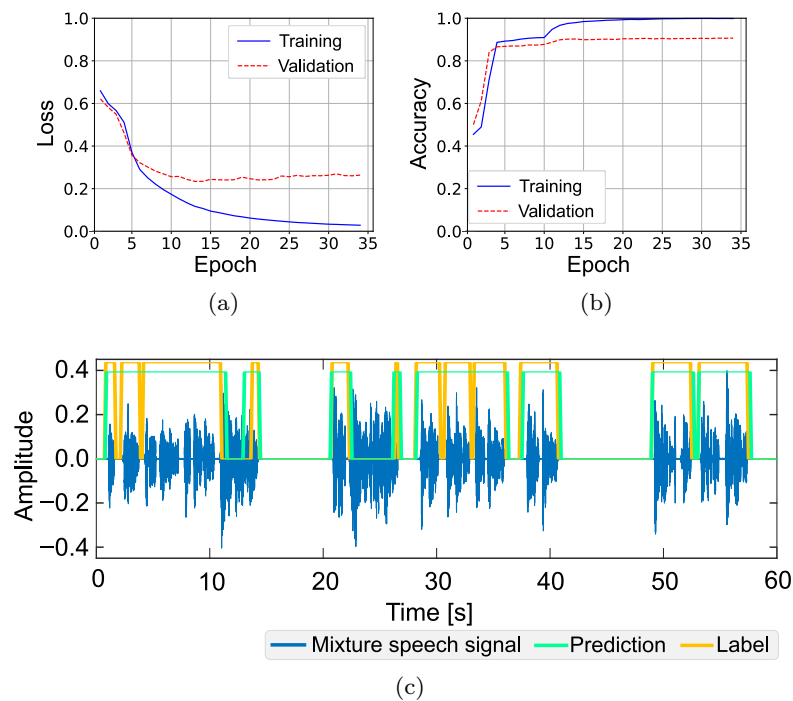 1.0
0.8
0.6
0.4
0.2
0.0
0
5
10
15
20
25
30
35
Loss
Epoch
Training
Validation
(a)
1.0
0.8
0.6
0.4
0.2
0.0
0
5
10
15
20
25
30
35
Accuracy
Epoch
Training
Validation
(b)
0.4
0.2
0.0
−0.2
−0.4
Amplitude
0
10
20
30
40
50
60
Time [s]
Mixture speech signal
Prediction
Label
(c)